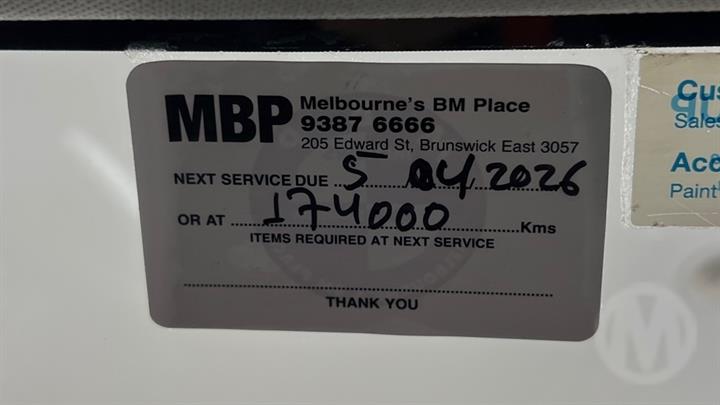 MBP Melbourne's BM Place
9387 6666
205 Edward St, Brunswick East 3057
NEXT SERVICE DUE 5/04/2026
OR AT 174000 Kms
ITEMS REQUIRED AT NEXT SERVICE
THANK YOU
Cus
Sales
Acc
Paint
M